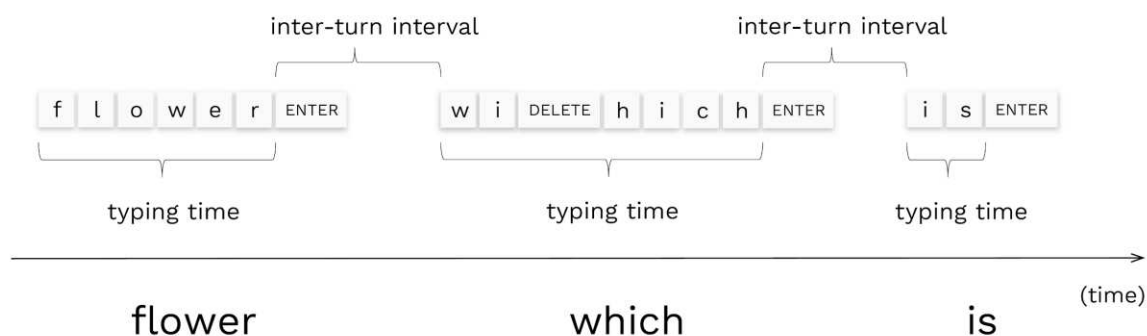 inter-turn interval inter-turn interval
f l o w e r ENTER w i DELETE h i c h ENTER i s ENTER
typing time typing time typing time
(time)
flower which is